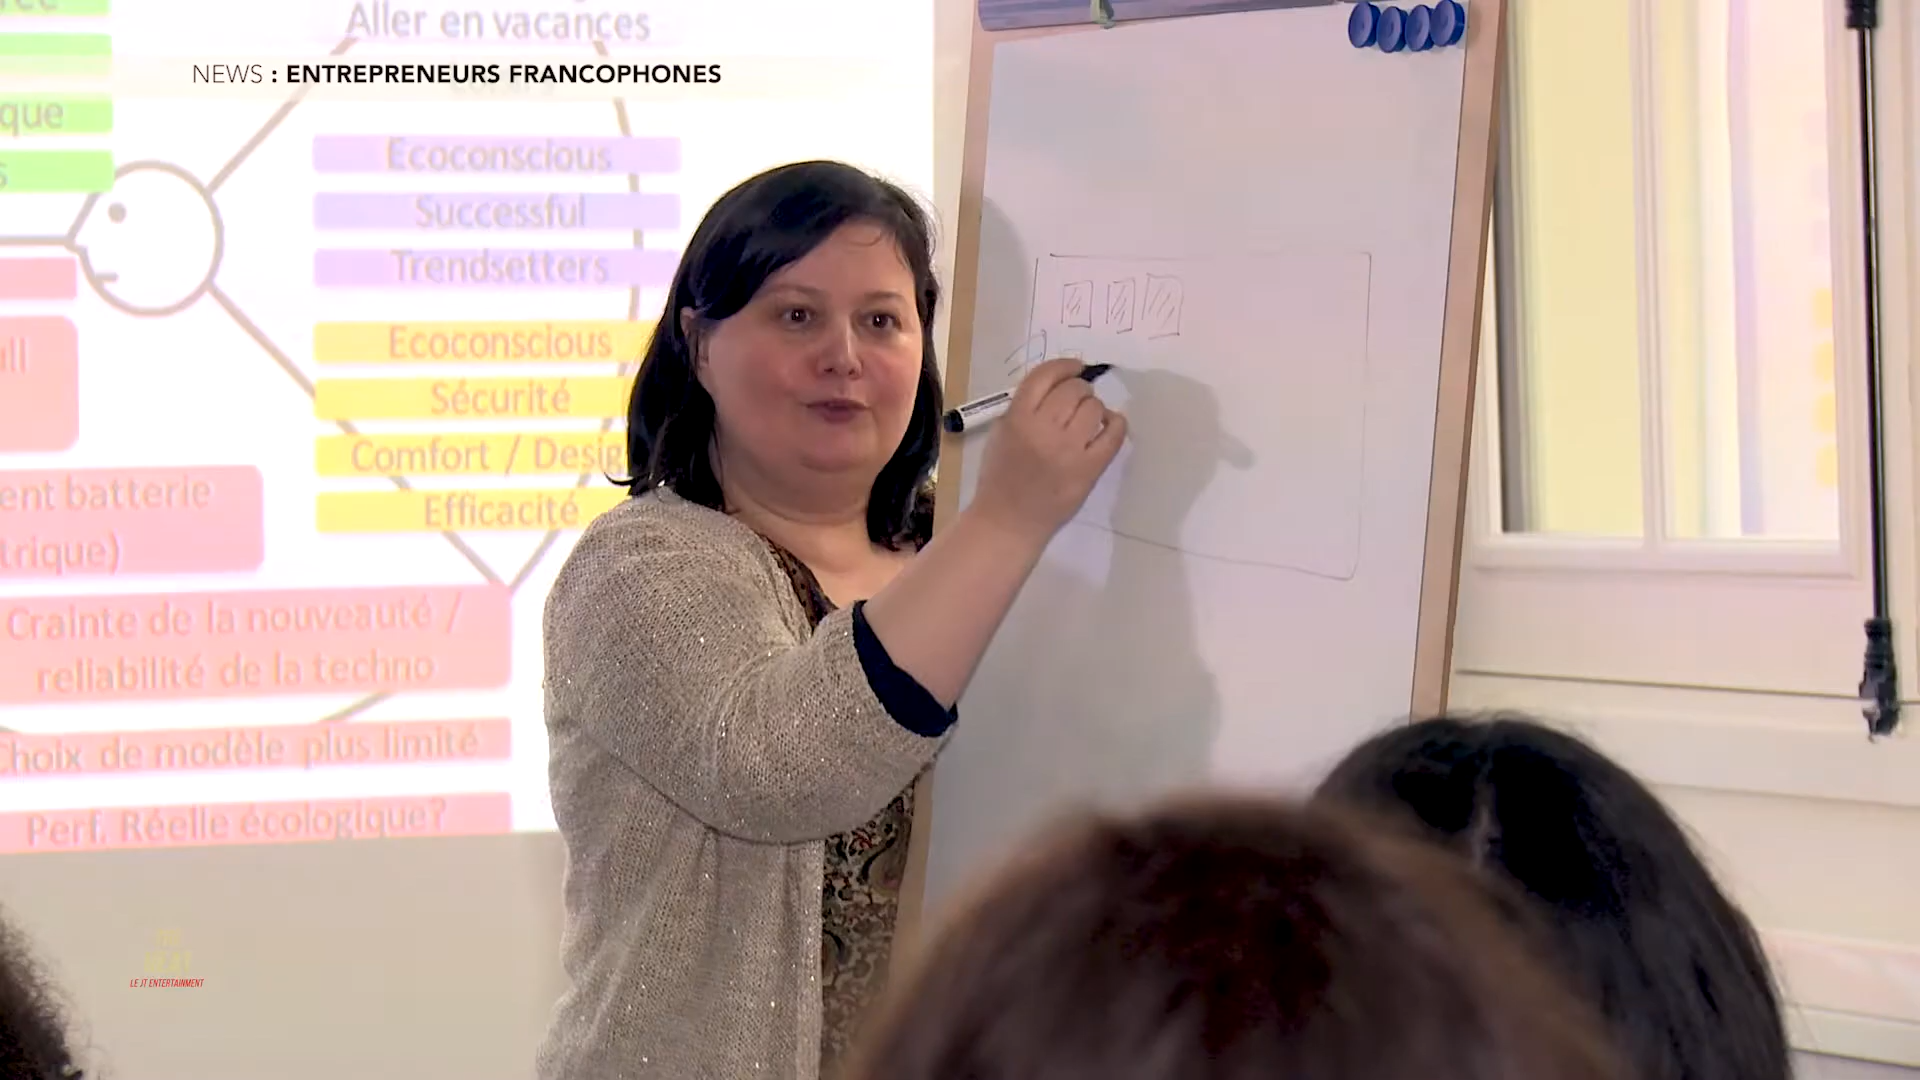 Aller en vacances
NEWS : ENTREPRENEURS FRANCOPHONES
que
s
Ecoconscious
Successful
Trendsetters
Ecoconscious
Sécurité
Comfort / Desig
Efficacité
ull
ent batterie
trique)
Crainte de la nouveauté /
reliabilité de la techno
Choix de modèle plus limité
Perf. Réelle écologique?
LE JT ENTERTAINMENT